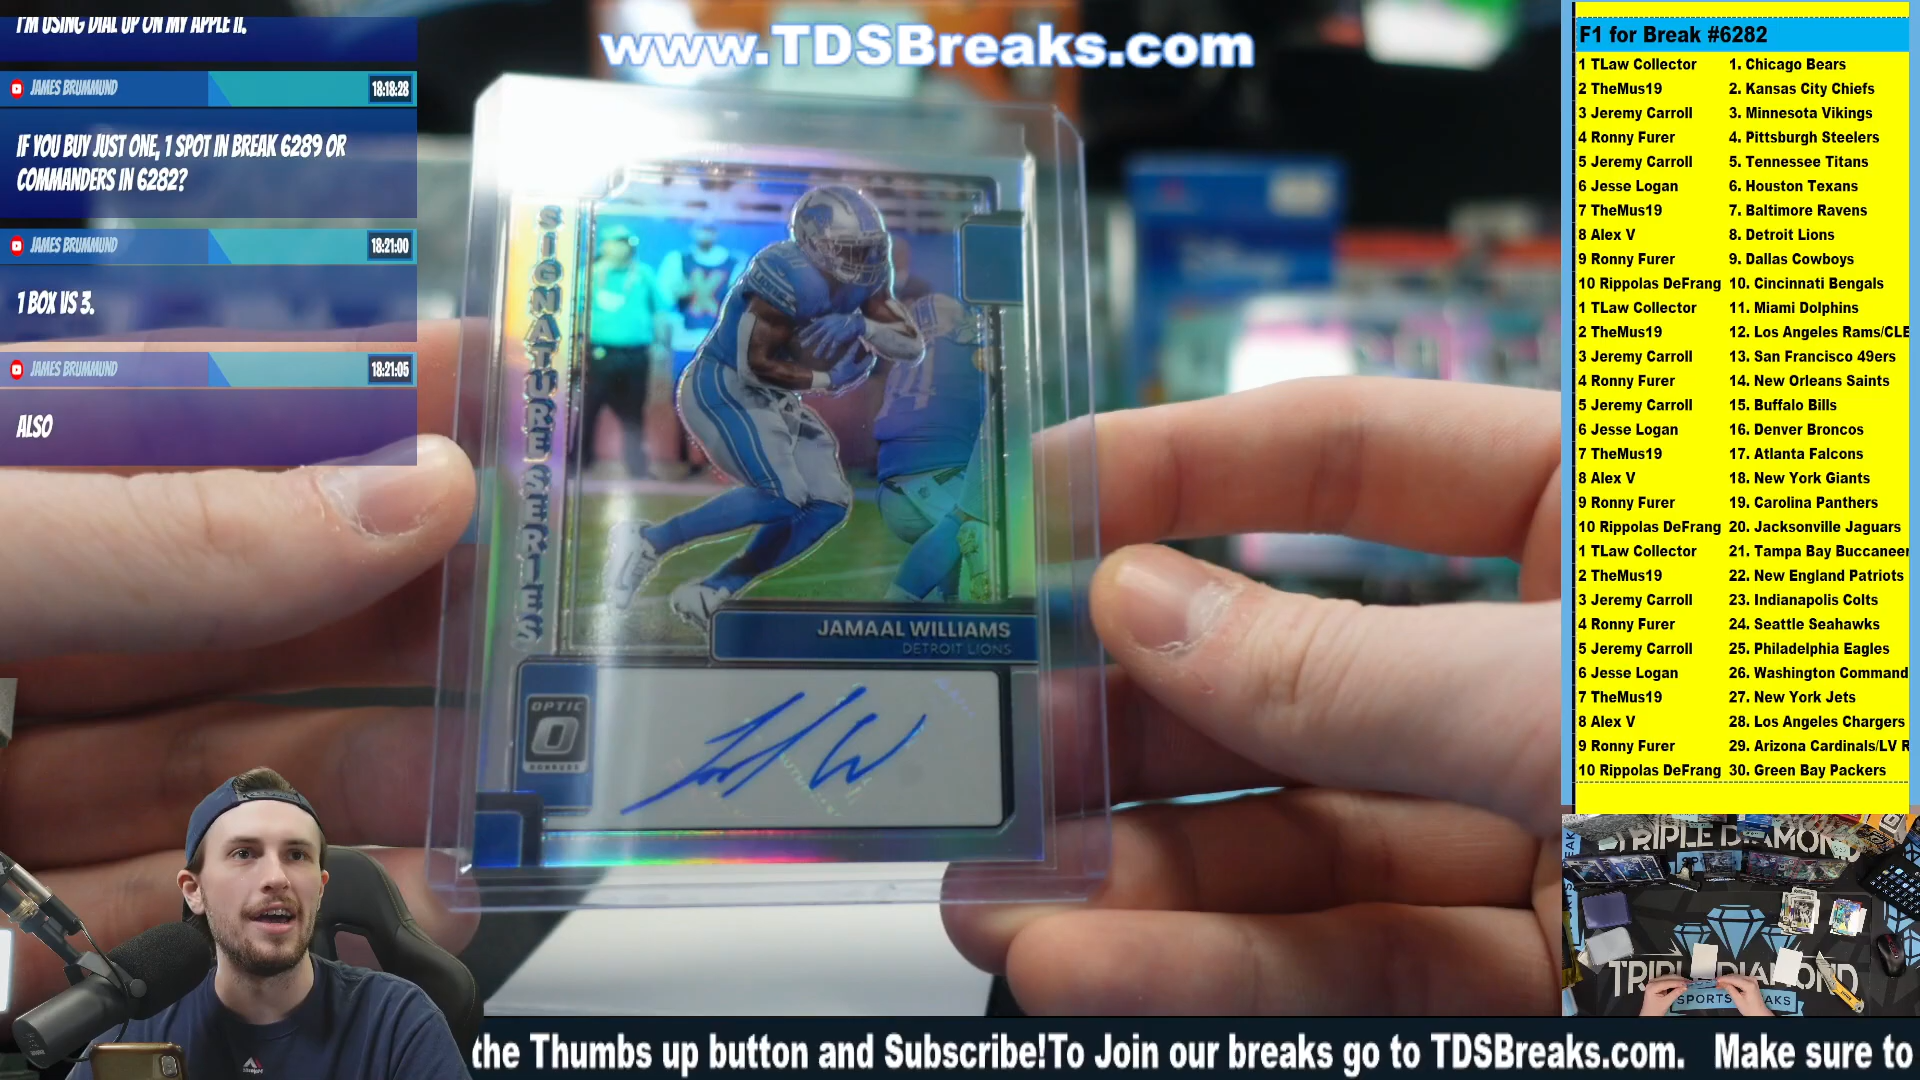 I'M USING DIAL UP ON MY APPLE II.
JAMES BRUMMUND
18:18:28
IF YOU BUY JUST ONE, 1 SPOT IN BREAK 6289 OR
COMMANDERS IN 6282?
JAMES BRUMMUND
18:21:00
1 BOX VS 3.
JAMES BRUMMUND
18:21:05
ALSO
www.TDSBreaks.com
SIGNATURE SERIES
JAMAAL WILLIAMS
DETROIT LIONS
OPTIC
DONRUSS
F1 for Break #6282
1 TLaw Collector 1. Chicago Bears
2 TheMus19 2. Kansas City Chiefs
3 Jeremy Carroll 3. Minnesota Vikings
4 Ronny Furer 4. Pittsburgh Steelers
5 Jeremy Carroll 5. Tennessee Titans
6 Jesse Logan 6. Houston Texans
7 TheMus19 7. Baltimore Ravens
8 Alex V 8. Detroit Lions
9 Ronny Furer 9. Dallas Cowboys
10 Rippolas DeFrang 10. Cincinnati Bengals
1 TLaw Collector 11. Miami Dolphins
2 TheMus19 12. Los Angeles Rams/CLE
3 Jeremy Carroll 13. San Francisco 49ers
4 Ronny Furer 14. New Orleans Saints
5 Jeremy Carroll 15. Buffalo Bills
6 Jesse Logan 16. Denver Broncos
7 TheMus19 17. Atlanta Falcons
8 Alex V 18. New York Giants
9 Ronny Furer 19. Carolina Panthers
10 Rippolas DeFrang 20. Jacksonville Jaguars
1 TLaw Collector 21. Tampa Bay Buccaneer
2 TheMus19 22. New England Patriots
3 Jeremy Carroll 23. Indianapolis Colts
4 Ronny Furer 24. Seattle Seahawks
5 Jeremy Carroll 25. Philadelphia Eagles
6 Jesse Logan 26. Washington Command
7 TheMus19 27. New York Jets
8 Alex V 28. Los Angeles Chargers
9 Ronny Furer 29. Arizona Cardinals/LV R
10 Rippolas DeFrang 30. Green Bay Packers
TRIPLE DIAMOND
TRIPLE DIAMOND
SPORTS BREAKS
the Thumbs up button and Subscribe!To Join our breaks go to TDSBreaks.com. Make sure to